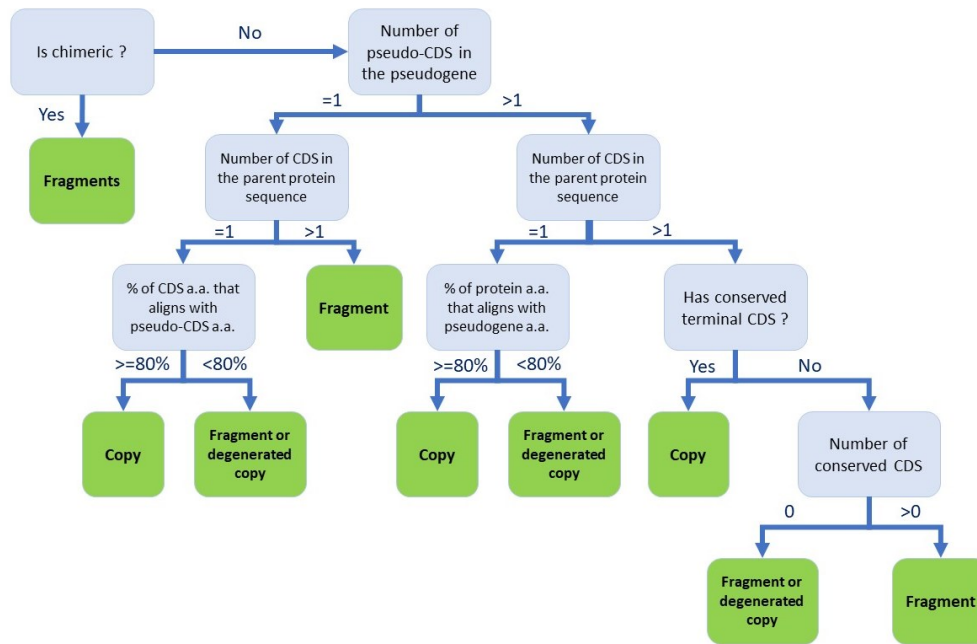 Is chimeric ?
No
Number of
pseudo-CDS in
the pseudogene
Yes
=1
>1
Fragments
Number of CDS in
the parent protein
sequence
Number of CDS in
the parent protein
sequence
=1
>1
=1
>1
% of CDS a.a. that
aligns with
pseudo-CDS a.a.
Fragment
% of protein a.a.
that aligns with
pseudogene a.a.
Has conserved
terminal CDS ?
>=80%
<80%
>=80%
<80%
Yes
No
Copy
Fragment or
degenerated
copy
Copy
Fragment or
degenerated
copy
Copy
Number of
conserved CDS
0
>0
Fragment or
degenerated
copy
Fragment